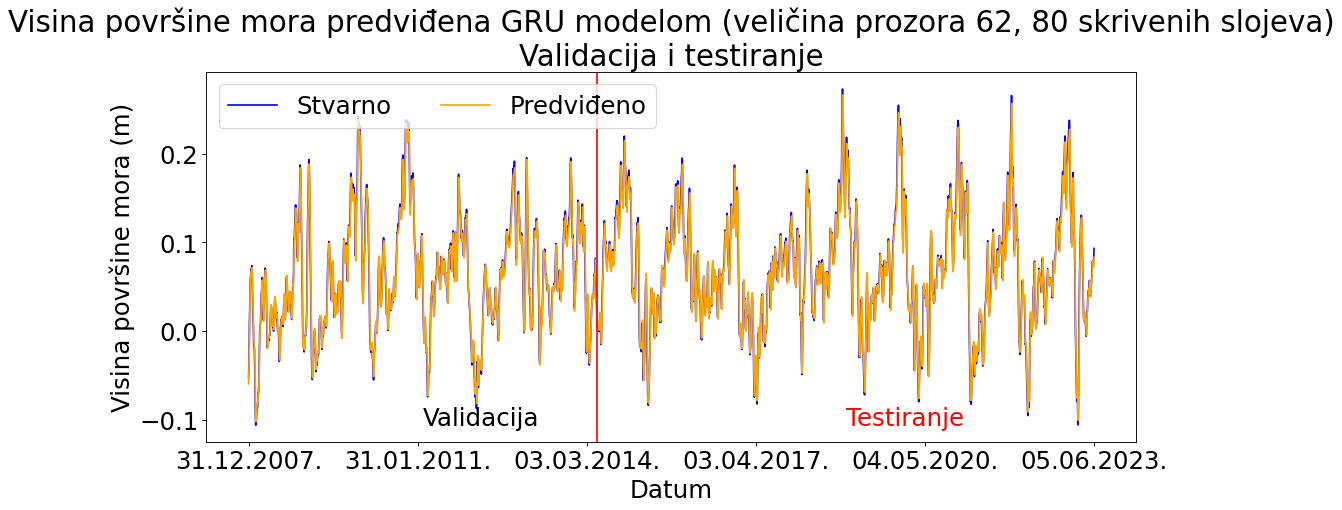 Visina površine mora predviđena GRU modelom (veličina prozora 62, 80 skrivenih slojeva)
Validacija i testiranje
Stvarno
Predviđeno
Visina površine mora (m)
0.2
0.1
0.0
−0.1
Validacija
Testiranje
31.12.2007.
31.01.2011.
03.03.2014.
03.04.2017.
04.05.2020.
05.06.2023.
Datum